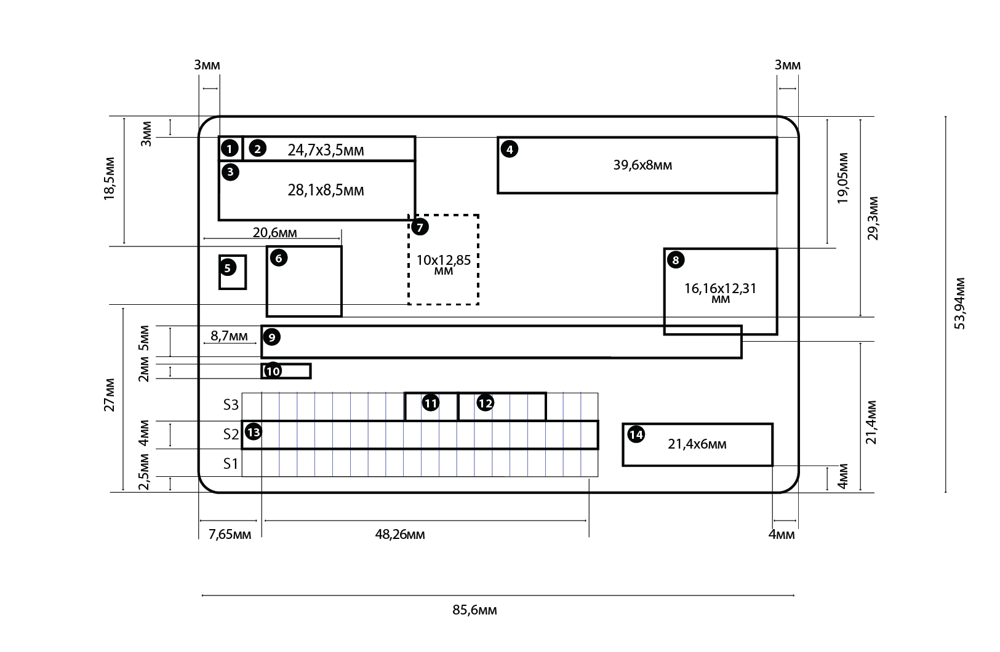 3мм
3мм
3мм
18,5мм
1
2
24,7x3,5мм
3
28,1x8,5мм
4
39,6x8мм
19,05мм
29,3мм
20,6мм
5
6
7
10x12,85
мм
8
16,16x12,31
мм
53,94мм
5мм
8,7мм
9
2мм
10
27мм
S3
11
12
4мм
S2
13
14
21,4x6мм
21,4мм
2,5мм
S1
4мм
7,65мм
48,26мм
4мм
85,6мм